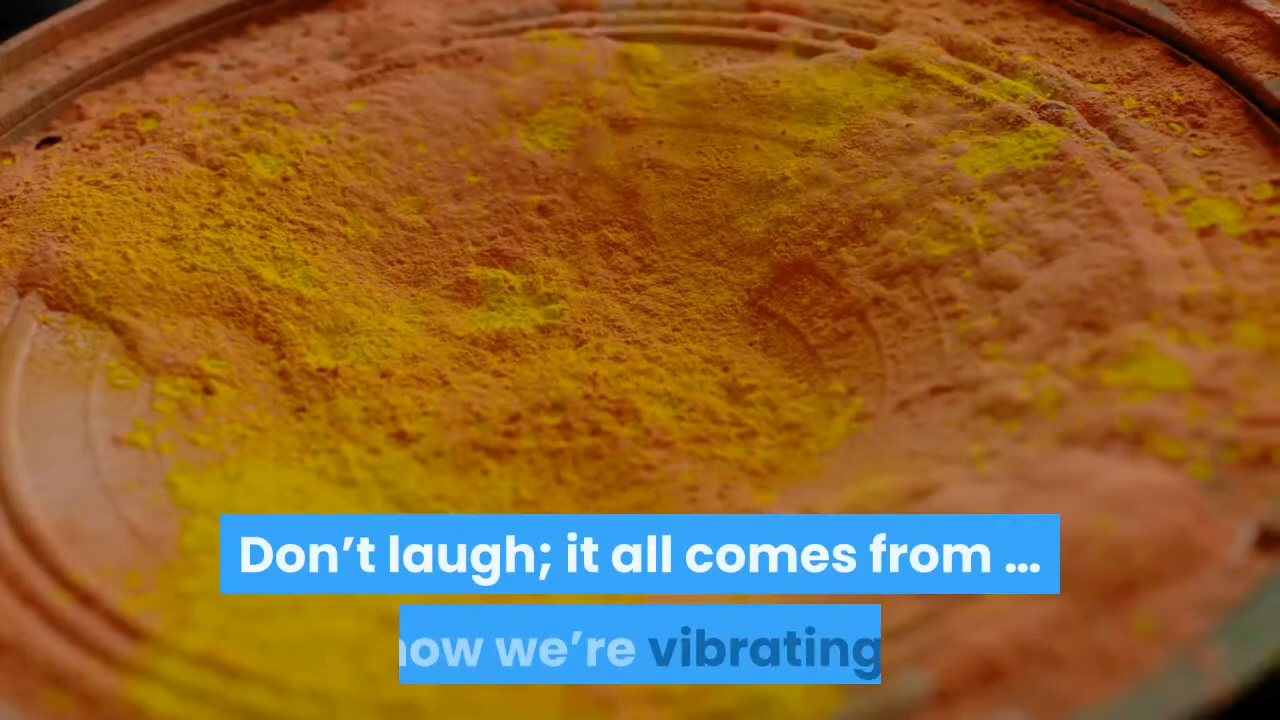 Don’t laugh; it all comes from …
we’re vibrating